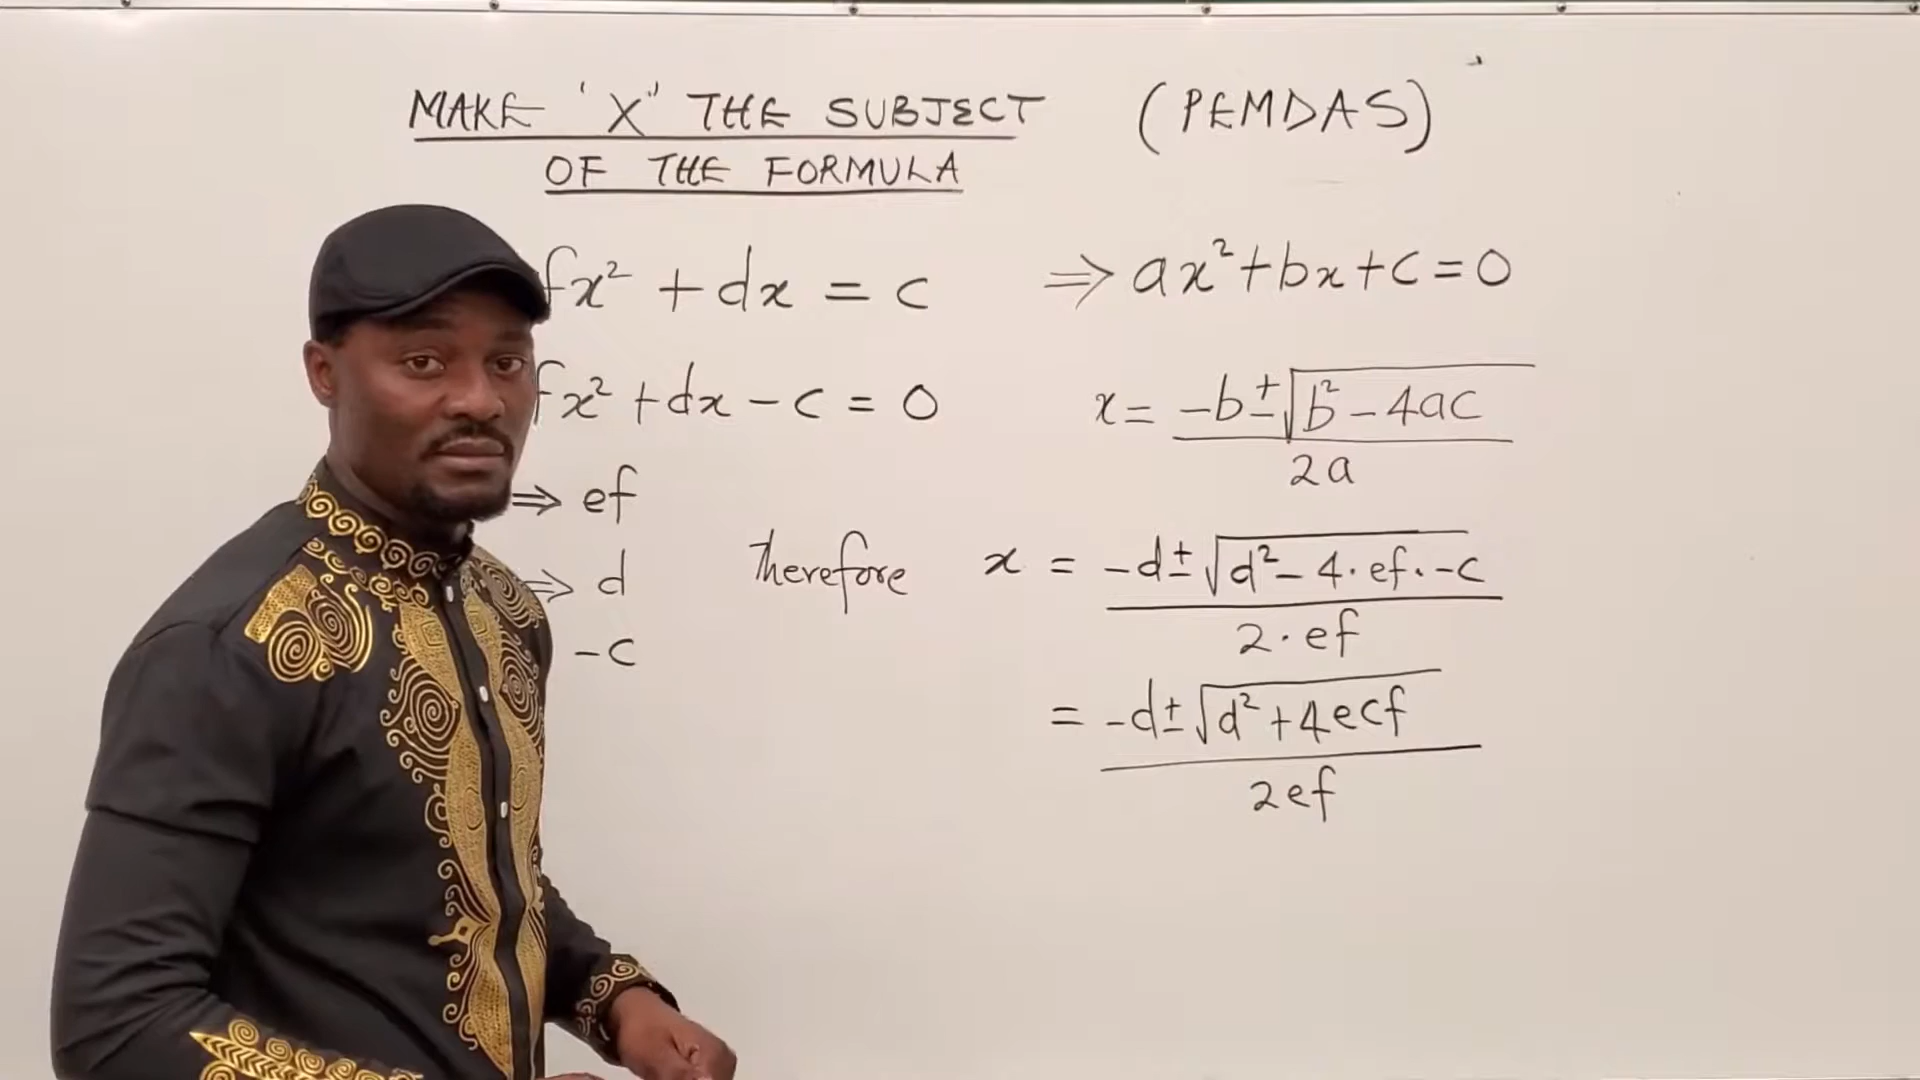 MAKE 'X' THE SUBJECT (PEMDAS)
OF THE FORMULA
fx² + dx = c
fx² + dx - c = 0
⇒ ef
⇒ d
-c
⇒ ax² + bx + c = 0
x = -b ± √b² - 4ac
2a
therefore x = -d ± √d² - 4 · ef · -c
2 · ef
= -d ± √d² + 4ecf
2ef